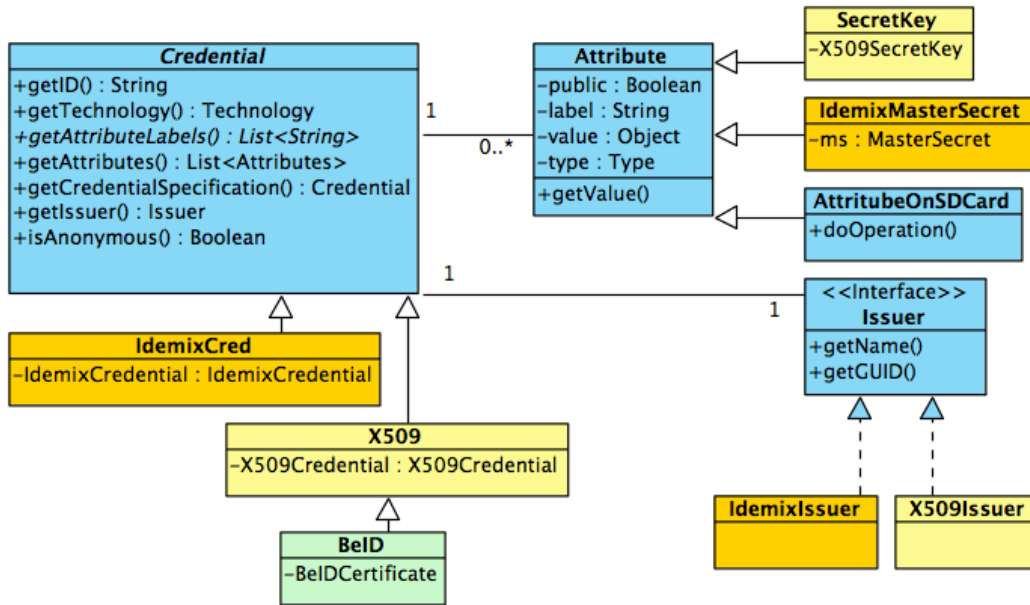 Credential
+getID() : String
+getTechnology() : Technology
+getAttributeLabels() : List<String>
+getAttributes() : List<Attributes>
+getCredentialSpecification() : Credential
+getIssuer() : Issuer
+isAnonymous() : Boolean
1
0..*
Attribute
-public : Boolean
-label : String
-value : Object
-type : Type
+getValue()
SecretKey
-X509SecretKey
IdemixMasterSecret
-ms : MasterSecret
AttritubeOnSDCard
+doOperation()
1
1
<<Interface>>
Issuer
+getName()
+getGUID()
IdemixCred
-IdemixCredential : IdemixCredential
X509
-X509Credential : X509Credential
BeID
-BeIDCertificate
IdemixIssuer
X509Issuer